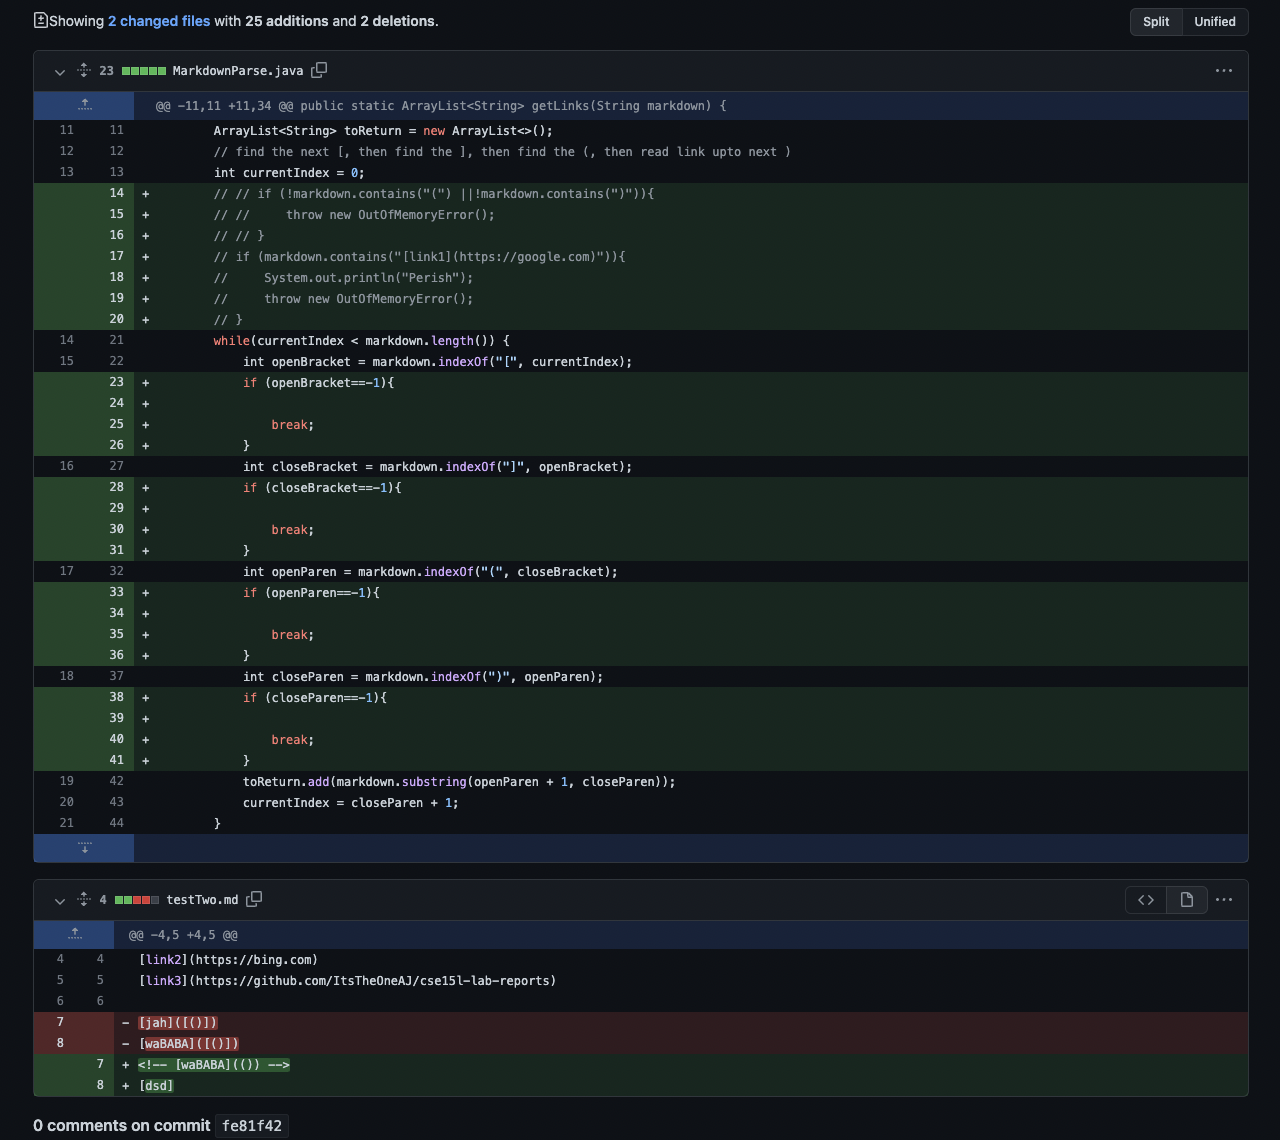 Showing 2 changed files with 25 additions and 2 deletions.
Split Unified
23 MarkdownParse.java
@@ -11,11 +11,34 @@ public static ArrayList<String> getLinks(String markdown) {
11 11 ArrayList<String> toReturn = new ArrayList<>();
12 12 // find the next [, then find the ], then find the (, then read link upto next )
13 13 int currentIndex = 0;
14 + // // if (!markdown.contains("(") ||!markdown.contains(")")){
15 + // //     throw new OutOfMemoryError();
16 + // // }
17 + // if (markdown.contains("[link1](https://google.com)")){
18 + //     System.out.println("Perish");
19 + //     throw new OutOfMemoryError();
20 + // }
14 21 while(currentIndex < markdown.length()) {
15 22 int openBracket = markdown.indexOf("[", currentIndex);
23 + if (openBracket==-1){
24 +
25 + break;
26 + }
16 27 int closeBracket = markdown.indexOf("]", openBracket);
28 + if (closeBracket==-1){
29 +
30 + break;
31 + }
17 32 int openParen = markdown.indexOf("(", closeBracket);
33 + if (openParen==-1){
34 +
35 + break;
36 + }
18 37 int closeParen = markdown.indexOf(")", openParen);
38 + if (closeParen==-1){
39 +
40 + break;
41 + }
19 42 toReturn.add(markdown.substring(openParen + 1, closeParen));
20 43 currentIndex = closeParen + 1;
21 44 }
4 testTwo.md
@@ -4,5 +4,5 @@
4 4 [link2](https://bing.com)
5 5 [link3](https://github.com/ItsTheOneAJ/cse15l-lab-reports)
6 6
7 - [jah]([()])
8 - [waBABA]([()])
7 + <!-- [waBABA](()) -->
8 + [dsd]
0 comments on commit fe81f42